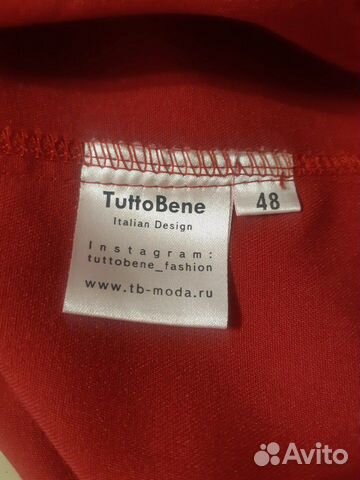 TuttoBene
Italian Design
Instagram:
tuttobene_fashion
www.tb-moda.ru
48
Avito